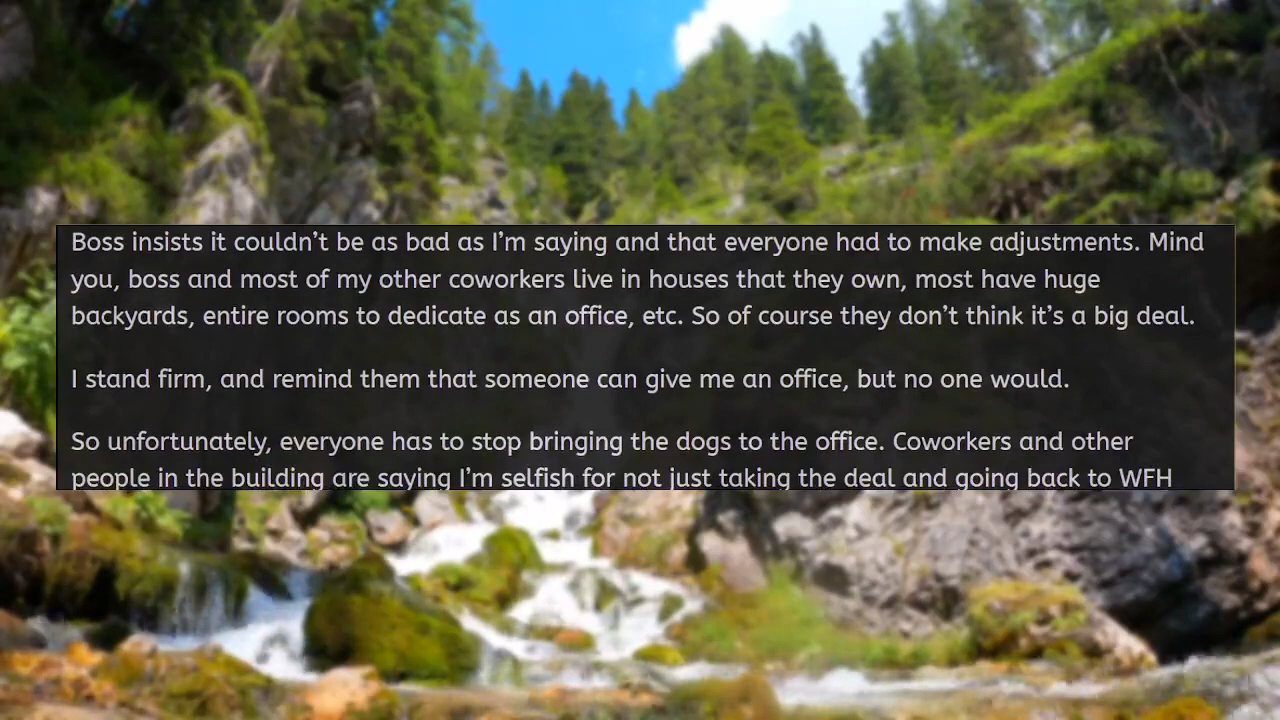 Boss insists it couldn’t be as bad as I’m saying and that everyone had to make adjustments. Mind
you, boss and most of my other coworkers live in houses that they own, most have huge
backyards, entire rooms to dedicate as an office, etc. So of course they don’t think it’s a big deal.
I stand firm, and remind them that someone can give me an office, but no one would.
So unfortunately, everyone has to stop bringing the dogs to the office. Coworkers and other
people in the building are saying I’m selfish for not just taking the deal and going back to WFH